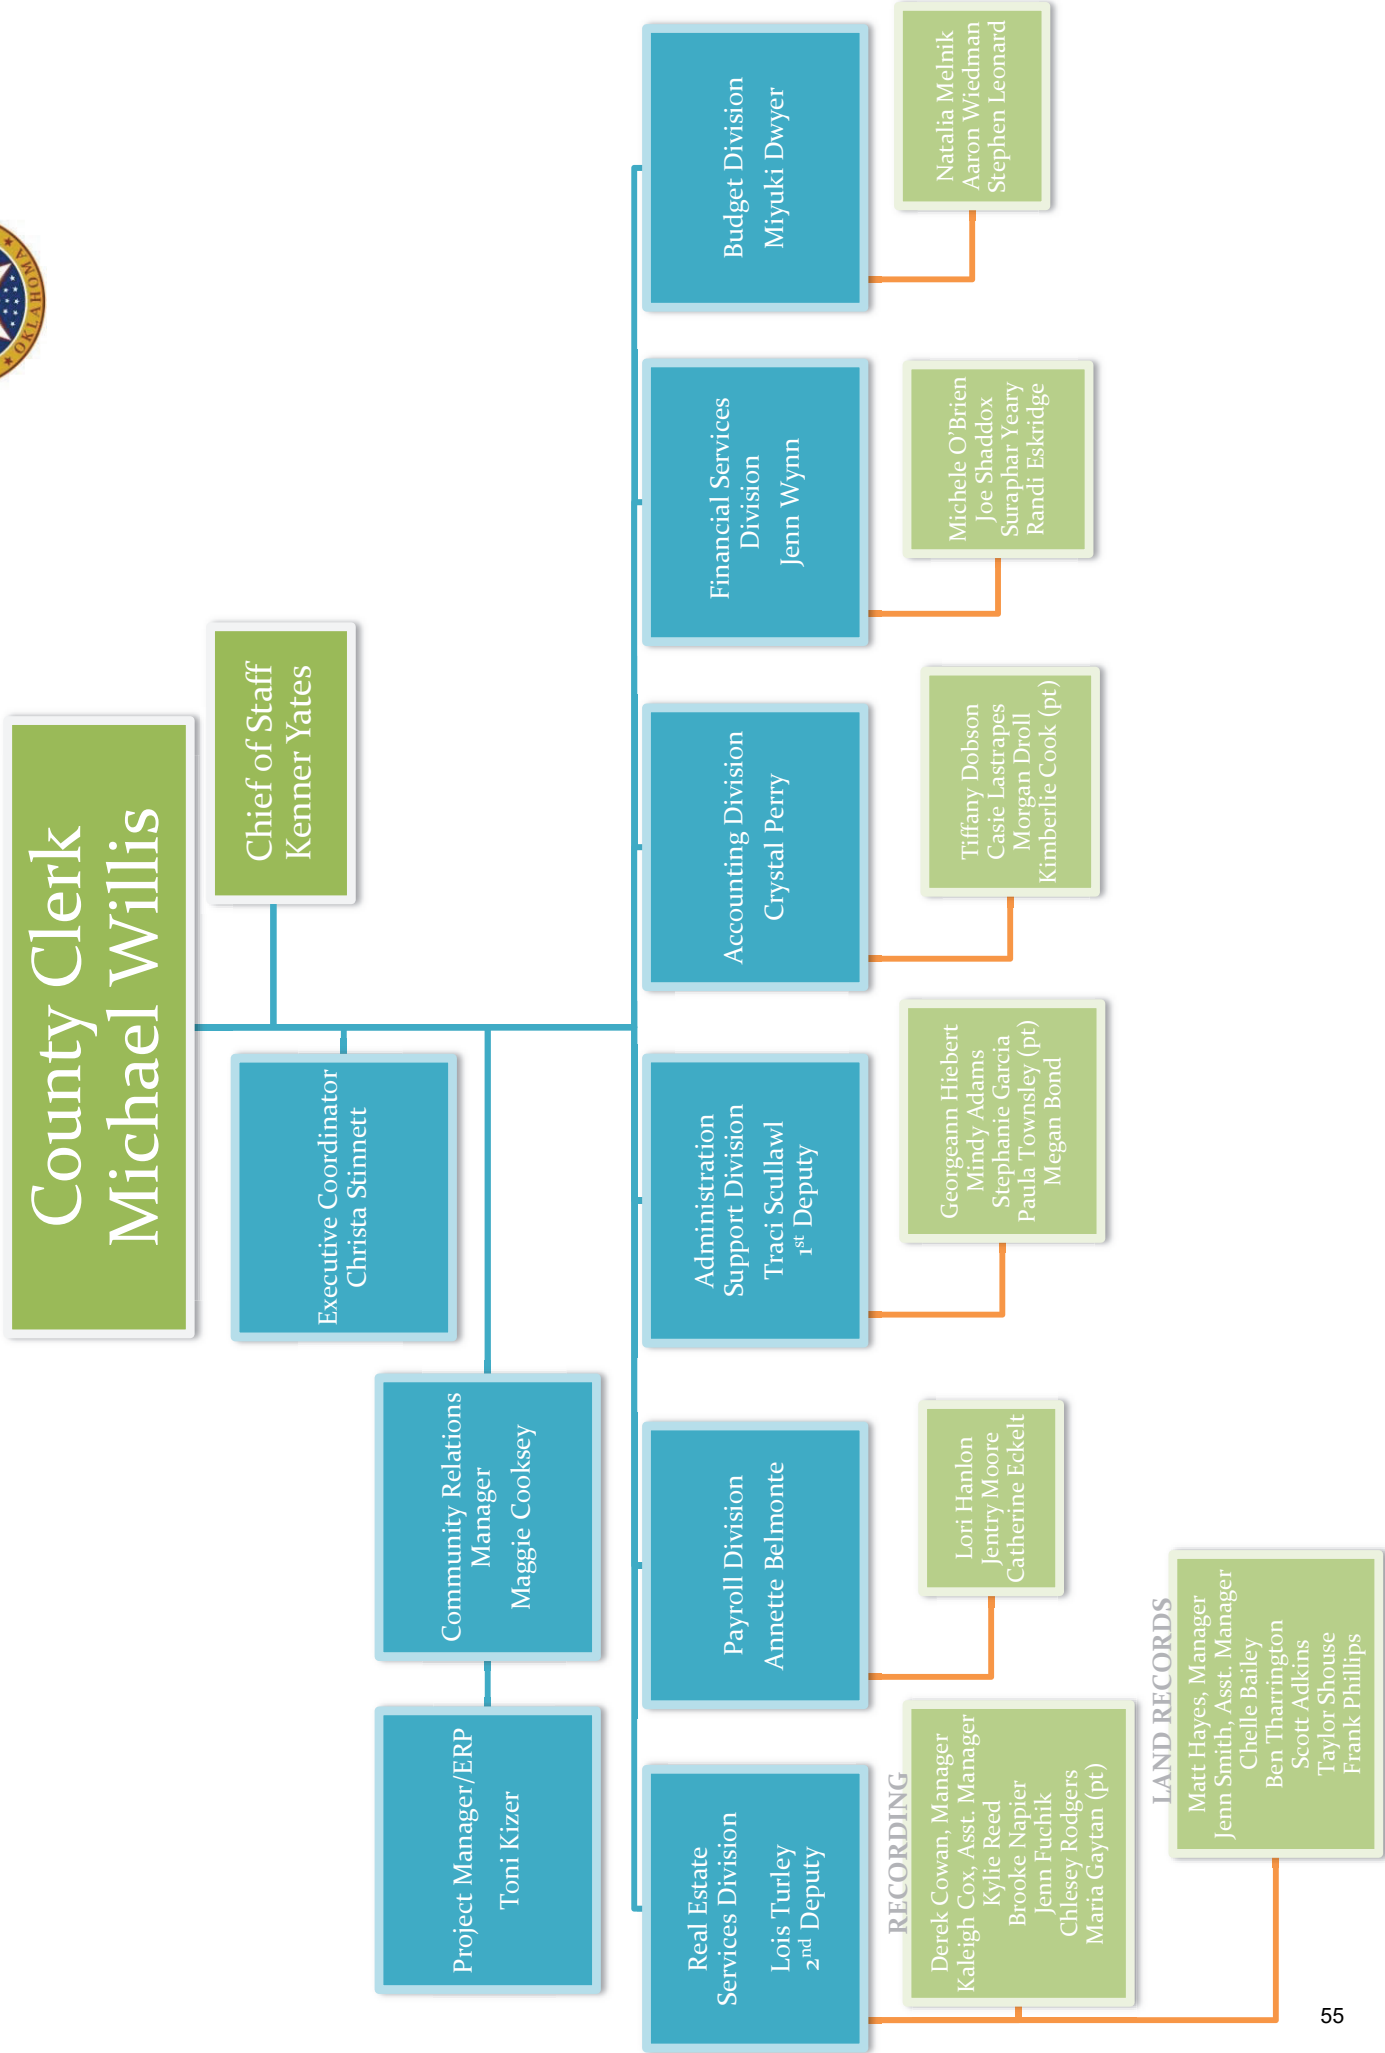 OKLAHOMA
County Clerk
Michael Willis
Chief of Staff
Kenner Yates
Executive Coordinator
Christa Stinnett
Community Relations
Manager
Maggie Cooksey
Project Manager/ERP
Toni Kizer
Real Estate
Services Division
Lois Turley
2nd Deputy
Payroll Division
Annette Belmonte
Administration
Support Division
Traci Scullawl
1st Deputy
Accounting Division
Crystal Perry
Financial Services
Division
Jenn Wynn
Budget Division
Miyuki Dwyer
RECORDING
Derek Cowan, Manager
Kaleigh Cox, Asst. Manager
Kylie Reed
Brooke Napier
Jenn Fuchik
Chlesey Rodgers
Maria Gaytan (pt)
LAND RECORDS
Matt Hayes, Manager
Jenn Smith, Asst. Manager
Chelle Bailey
Ben Tharrington
Scott Adkins
Taylor Shouse
Frank Phillips
Lori Hanlon
Jentry Moore
Catherine Eckelt
Georgeann Hiebert
Mindy Adams
Stephanie Garcia
Paula Townsley (pt)
Megan Bond
Tiffany Dobson
Casie Lastrapes
Morgan Droll
Kimberlie Cook (pt)
Michele O'Brien
Joe Shaddox
Suraphar Yeary
Randi Eskridge
Natalia Melnik
Aaron Wiedman
Stephen Leonard
55